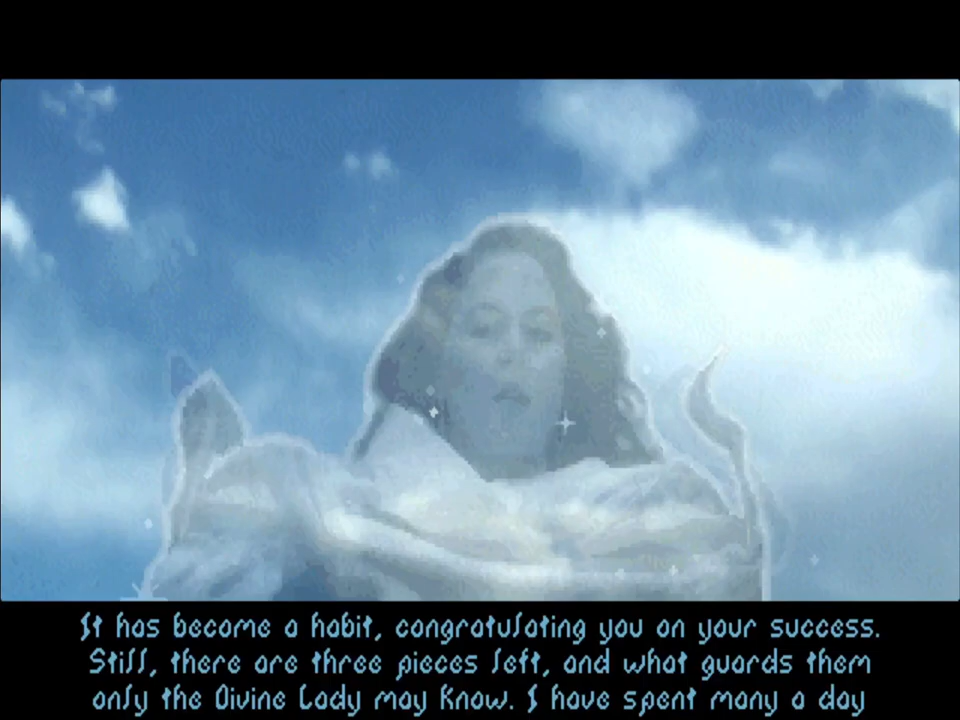 It has become a habit, congratulating you on your success.
Still, there are three pieces left, and what guards them
only the Divine Lady may know. I have spent many a day